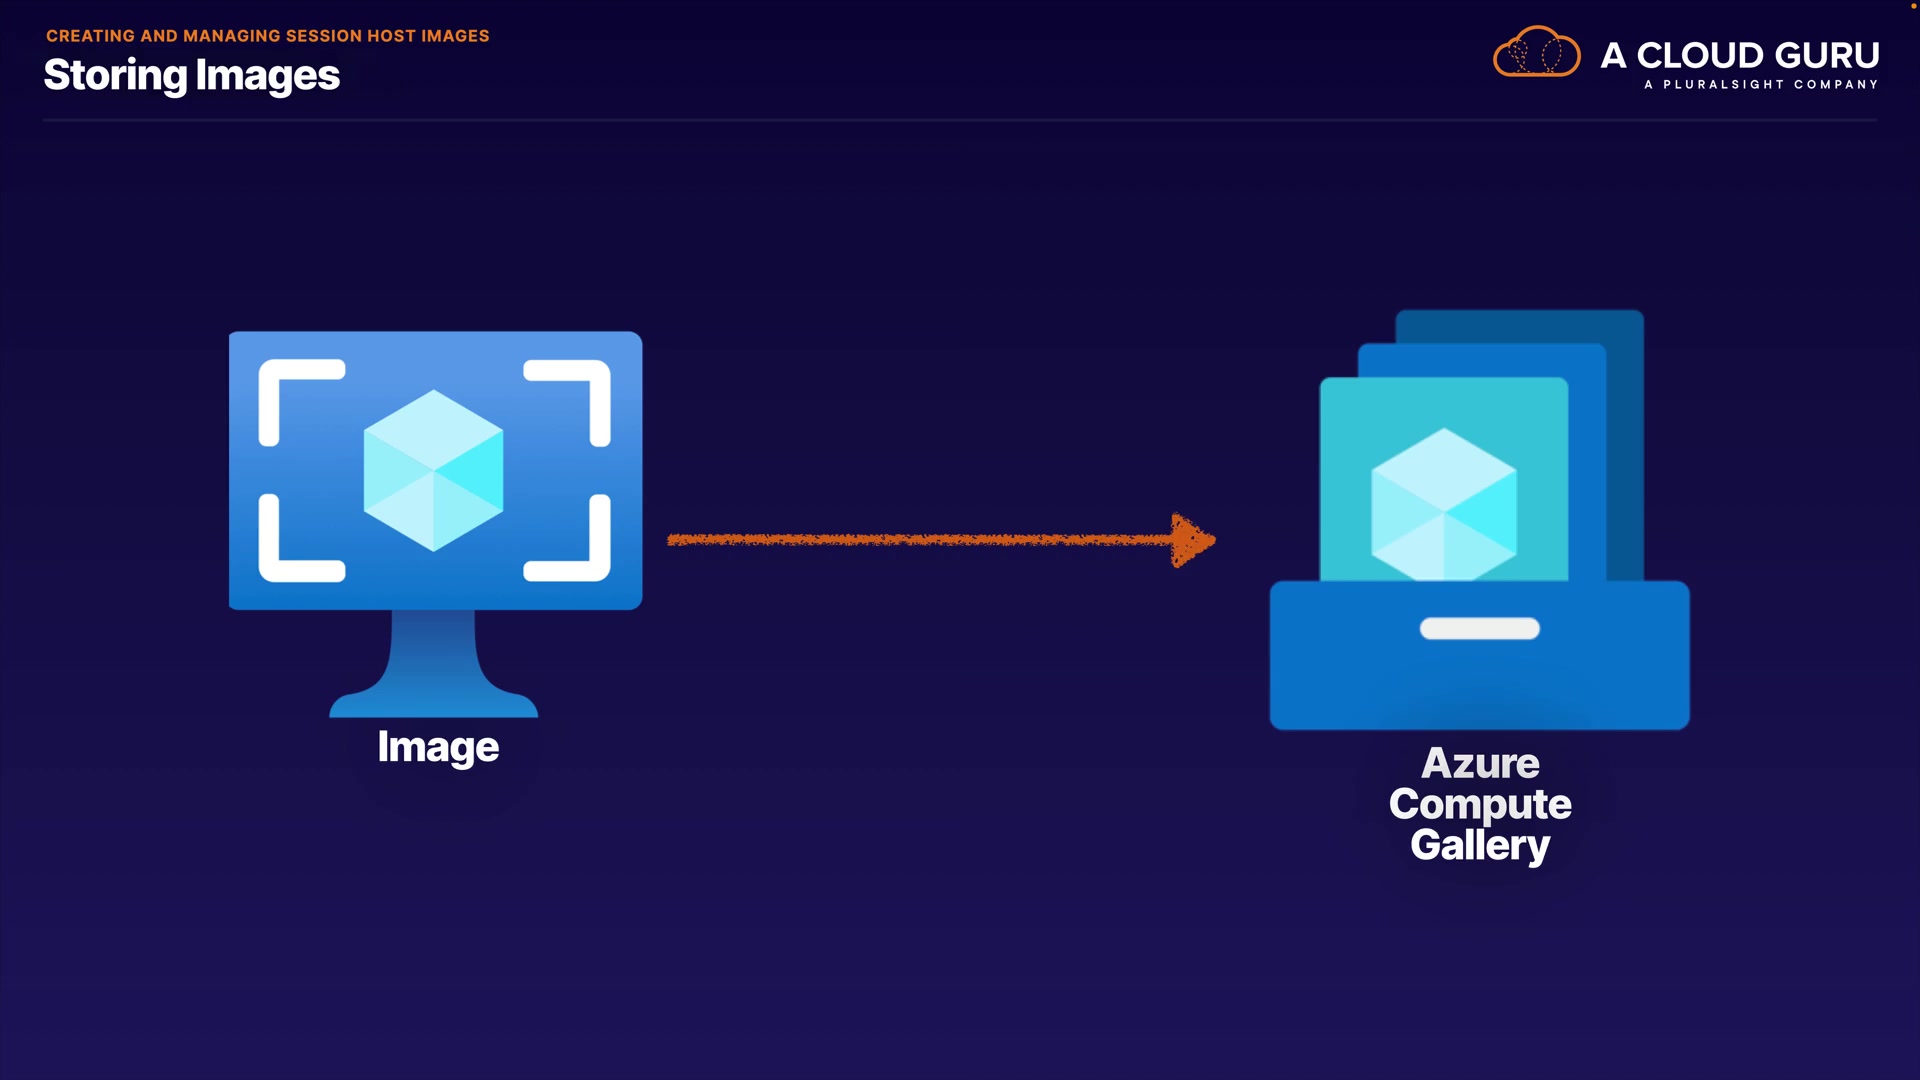 CREATING AND MANAGING SESSION HOST IMAGES
Storing Images
A CLOUD GURU
A PLURALSIGHT COMPANY
Image
Azure
Compute
Gallery